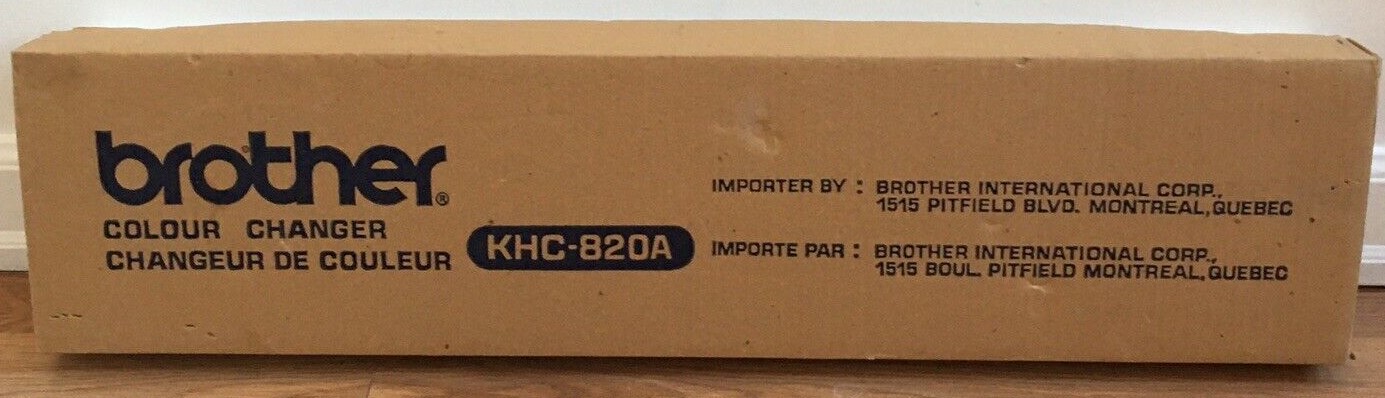 brother®
COLOUR CHANGER
CHANGEUR DE COULEUR
KHC-820A
IMPORTER BY : BROTHER INTERNATIONAL CORP.,
1515 PITFIELD BLVD. MONTREAL, QUEBEC
IMPORTE PAR : BROTHER INTERNATIONAL CORP.,
1515 BOUL. PITFIELD MONTREAL, QUEBEC